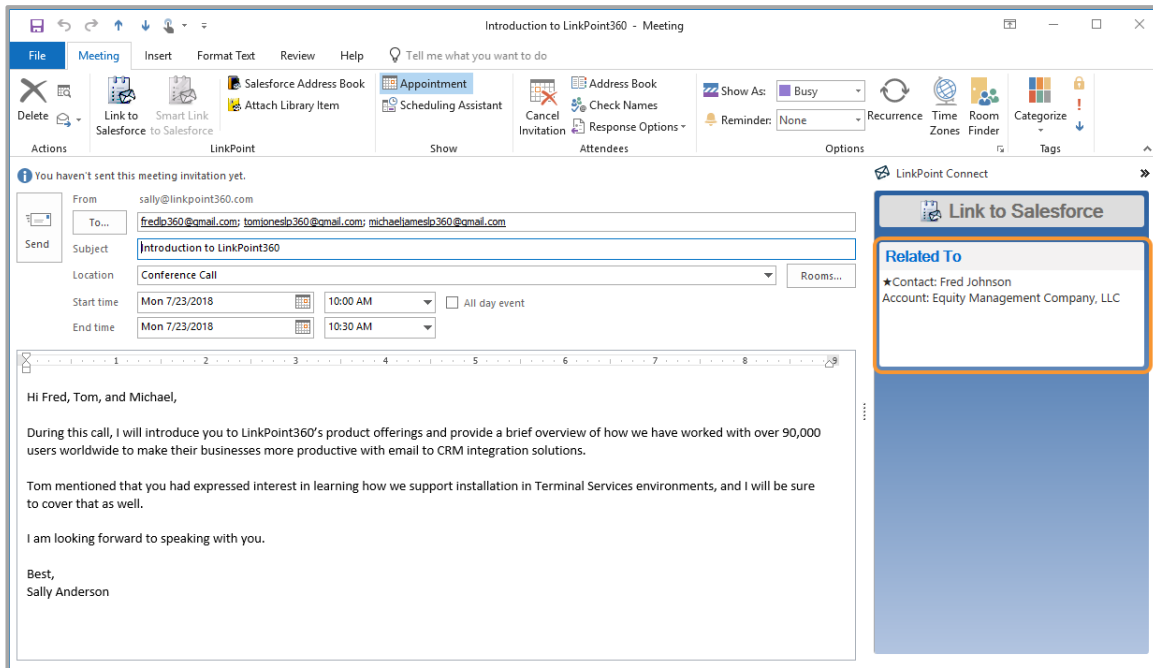 Introduction to LinkPoint360 - Meeting
File Meeting Insert Format Text Review Help Tell me what you want to do
Delete
Actions
Link to Salesforce
Smart Link to Salesforce
Salesforce Address Book
Attach Library Item
LinkPoint
Appointment
Scheduling Assistant
Show
Cancel Invitation
Address Book
Check Names
Response Options
Attendees
Show As: Busy
Reminder: None
Recurrence
Time Zones
Room Finder
Options
Categorize
Tags
You haven't sent this meeting invitation yet.
Send
From sally@linkpoint360.com
To... fredlp360@gmail.com; tomjoneslp360@gmail.com; michaeljameslp360@gmail.com
Subject Introduction to LinkPoint360
Location Conference Call Rooms...
Start time Mon 7/23/2018 10:00 AM All day event
End time Mon 7/23/2018 10:30 AM
1 2 3 4 5 6 7 8 9
Hi Fred, Tom, and Michael,
During this call, I will introduce you to LinkPoint360's product offerings and provide a brief overview of how we have worked with over 90,000
users worldwide to make their businesses more productive with email to CRM integration solutions.
Tom mentioned that you had expressed interest in learning how we support installation in Terminal Services environments, and I will be sure
to cover that as well.
I am looking forward to speaking with you.
Best,
Sally Anderson
LinkPoint Connect
Link to Salesforce
Related To
★Contact: Fred Johnson
Account: Equity Management Company, LLC